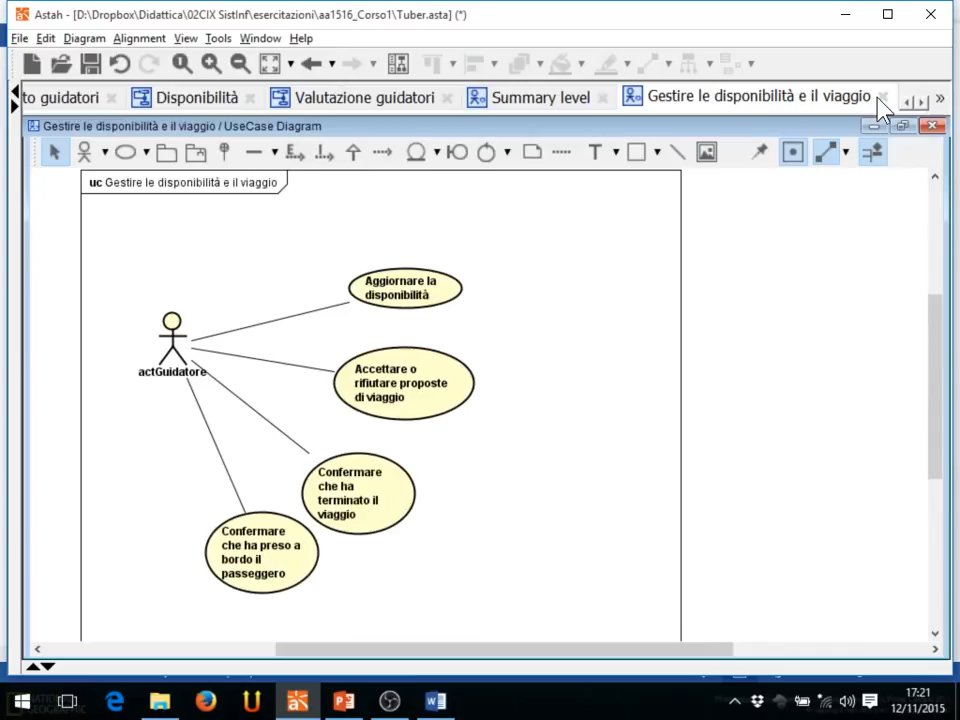 Astah - [D:\Dropbox\Didattica\02CIX SistInf\esercitazioni\aa1516_Corso1\Tuber.asta] (*)
File Edit Diagram Alignment View Tools Window Help
to guidatori
Disponibilità
Valutazione guidatori
Summary level
Gestire le disponibilità e il viaggio
Gestire le disponibilità e il viaggio / UseCase Diagram
uc Gestire le disponibilità e il viaggio
Aggiornare la
disponibilità
actGuidatore
Accettare o
rifiutare proposte
di viaggio
Confermare
che ha
terminato il
viaggio
Confermare
che ha preso a
bordo il
passeggero
17:21
12/11/2015